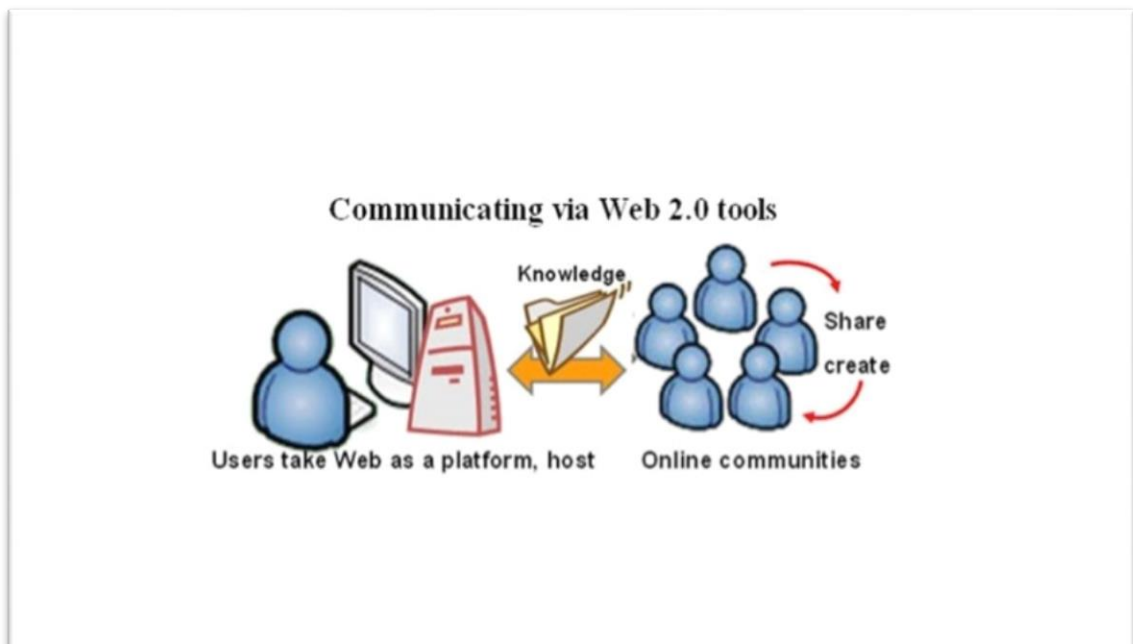 Communicating via Web 2.0 tools
Knowledge
Share
create
Users take Web as a platform, host
Online communities